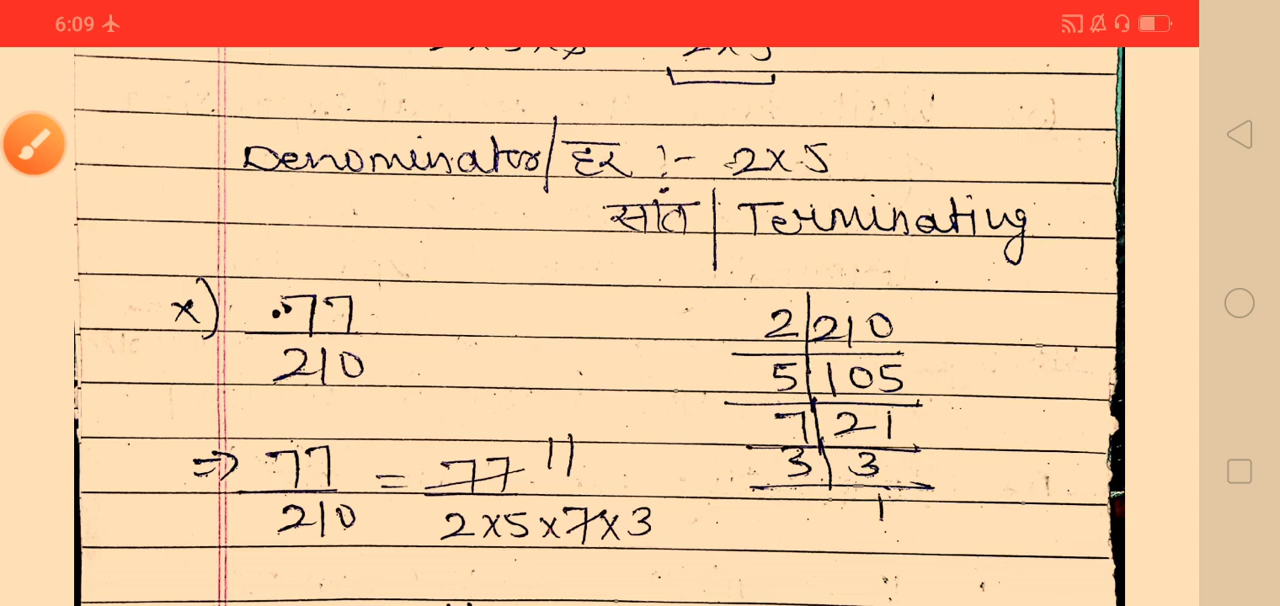 6:09
Denominator/हर :- 2x5
सांत | Terminating
x) 77
210
2|210
5|105
7|21
3|3
1
=> 77 = 77 11
210 2x5x7x3